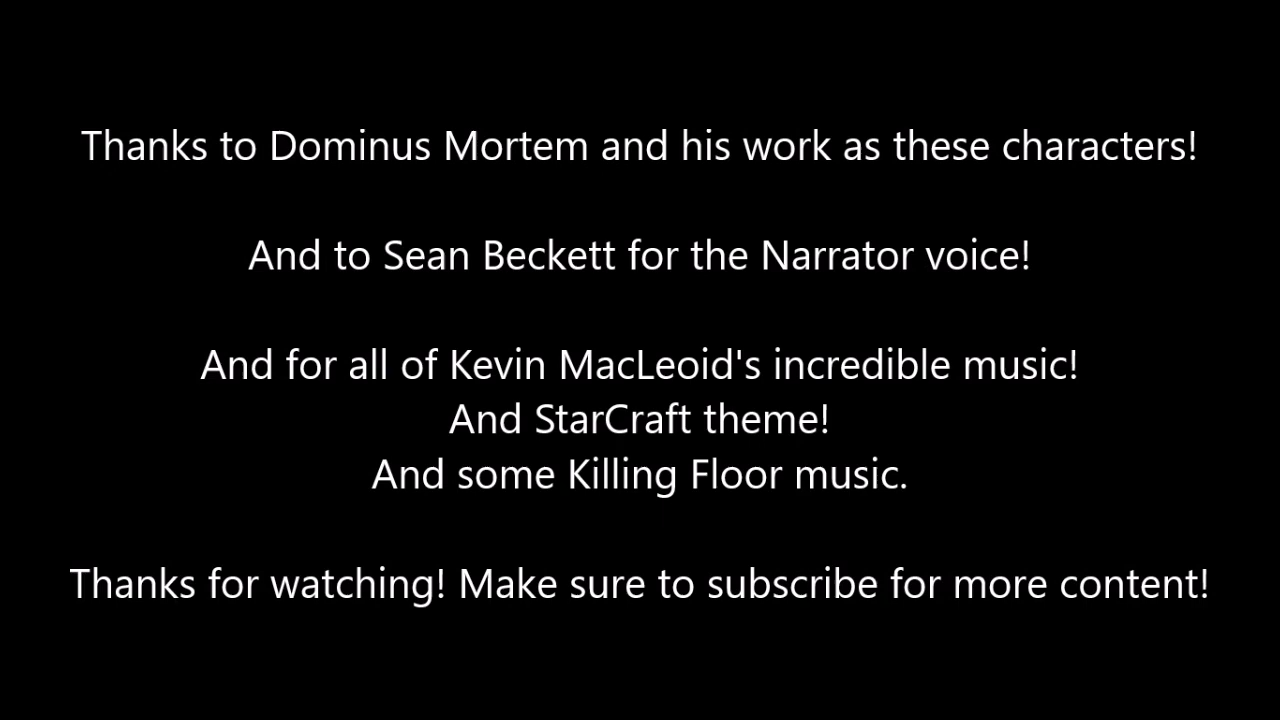 Thanks to Dominus Mortem and his work as these characters!
And to Sean Beckett for the Narrator voice!
And for all of Kevin MacLeoid's incredible music!
And StarCraft theme!
And some Killing Floor music.
Thanks for watching! Make sure to subscribe for more content!